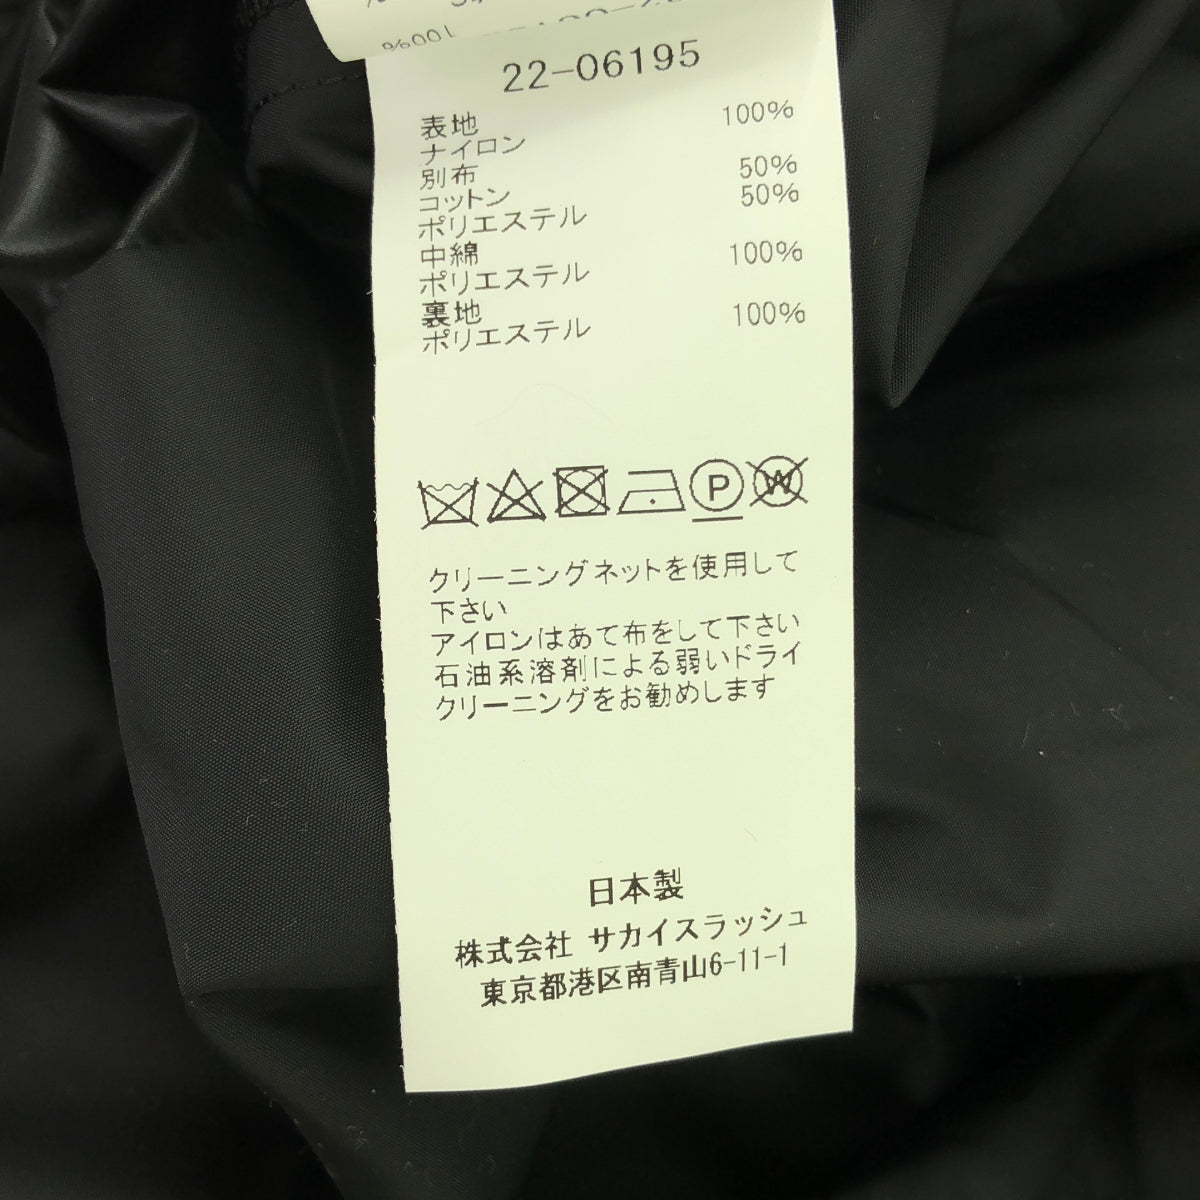 100%
22-06195
表地 100%
ナイロン
別布 50%
コットン 50%
ポリエステル
中綿 100%
ポリエステル
裏地 100%
ポリエステル
P W
クリーニングネットを使用して
下さい
アイロンはあて布をして下さい
石油系溶剤による弱いドライ
クリーニングをお勧めします
日本製
株式会社 サカイスラッシュ
東京都港区南青山6-11-1